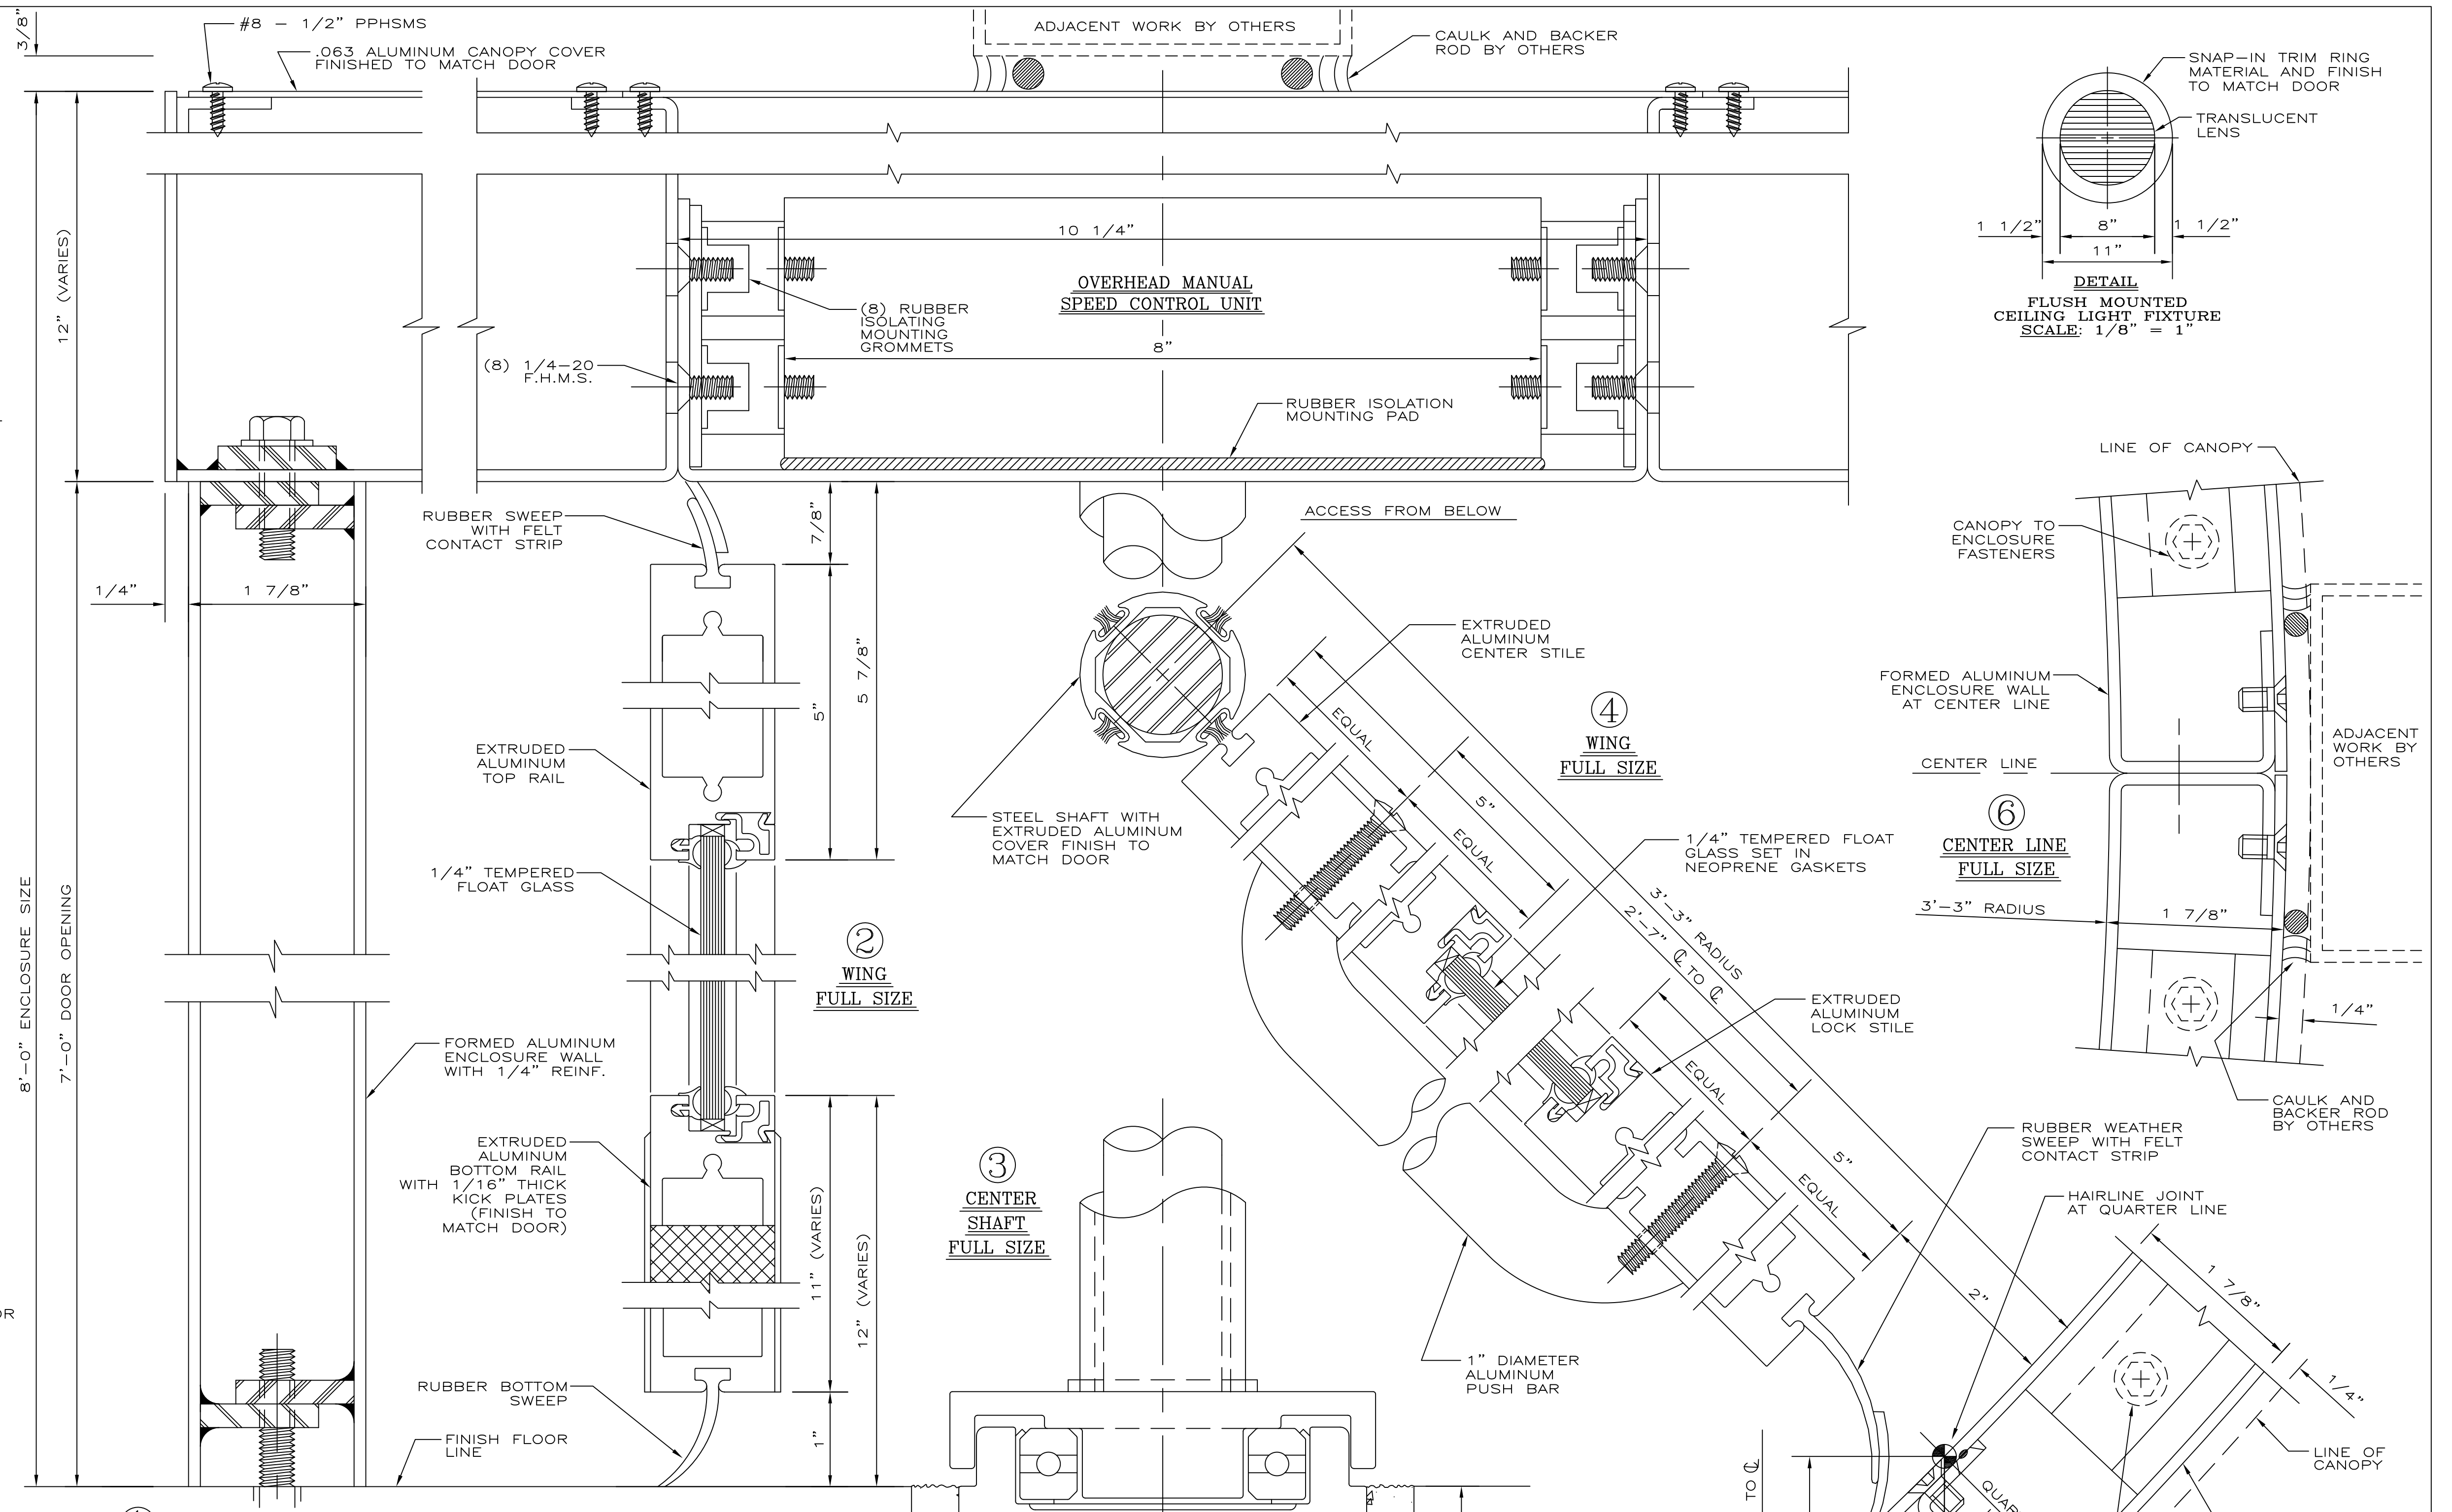 3/8"
#8 - 1/2" PPHSMS
.063 ALUMINUM CANOPY COVER
FINISHED TO MATCH DOOR
ADJACENT WORK BY OTHERS
CAULK AND BACKER
ROD BY OTHERS
SNAP-IN TRIM RING
MATERIAL AND FINISH
TO MATCH DOOR
TRANSLUCENT
LENS
1 1/2"
8"
1 1/2"
11"
DETAIL
FLUSH MOUNTED
CEILING LIGHT FIXTURE
SCALE: 1/8" = 1"
12" (VARIES)
10 1/4"
OVERHEAD MANUAL
SPEED CONTROL UNIT
(8) RUBBER
ISOLATING
MOUNTING
GROMMETS
8"
(8) 1/4-20
F.H.M.S.
RUBBER ISOLATION
MOUNTING PAD
LINE OF CANOPY
RUBBER SWEEP
WITH FELT
CONTACT STRIP
7/8"
ACCESS FROM BELOW
CANOPY TO
ENCLOSURE
FASTENERS
1/4"
1 7/8"
5"
5 7/8"
EXTRUDED
ALUMINUM
CENTER STILE
4
WING
FULL SIZE
FORMED ALUMINUM
ENCLOSURE WALL
AT CENTER LINE
ADJACENT
WORK BY
OTHERS
EXTRUDED
ALUMINUM
TOP RAIL
EQUAL
5"
EQUAL
CENTER LINE
6
CENTER LINE
FULL SIZE
STEEL SHAFT WITH
EXTRUDED ALUMINUM
COVER FINISH TO
MATCH DOOR
1/4" TEMPERED FLOAT
GLASS SET IN
NEOPRENE GASKETS
1/4" TEMPERED
FLOAT GLASS
3'-3" RADIUS
2'-7" ℄ TO ℄
3'-3" RADIUS
1 7/8"
8'-0" ENCLOSURE SIZE
7'-0" DOOR OPENING
2
WING
FULL SIZE
EXTRUDED
ALUMINUM
LOCK STILE
1/4"
FORMED ALUMINUM
ENCLOSURE WALL
WITH 1/4" REINF.
EQUAL
5"
EQUAL
CAULK AND
BACKER ROD
BY OTHERS
EXTRUDED
ALUMINUM
BOTTOM RAIL
WITH 1/16" THICK
KICK PLATES
(FINISH TO
MATCH DOOR)
3
CENTER
SHAFT
FULL SIZE
RUBBER WEATHER
SWEEP WITH FELT
CONTACT STRIP
HAIRLINE JOINT
AT QUARTER LINE
11" (VARIES)
12" (VARIES)
2"
1 7/8"
1/4"
1" DIAMETER
ALUMINUM
PUSH BAR
RUBBER BOTTOM
SWEEP
FINISH FLOOR
LINE
1"
LINE OF
CANOPY
TO ℄